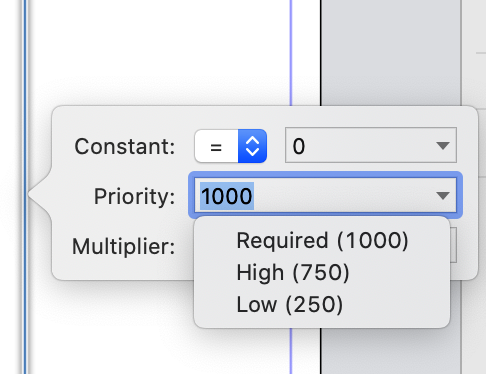 Constant: = 0
Priority: 1000
Multiplier:
Required (1000)
High (750)
Low (250)